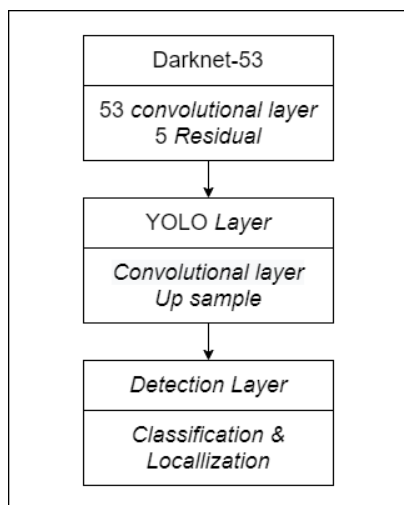 Darknet-53
53 convolutional layer
5 Residual
YOLO Layer
Convolutional layer
Up sample
Detection Layer
Classification &
Locallization